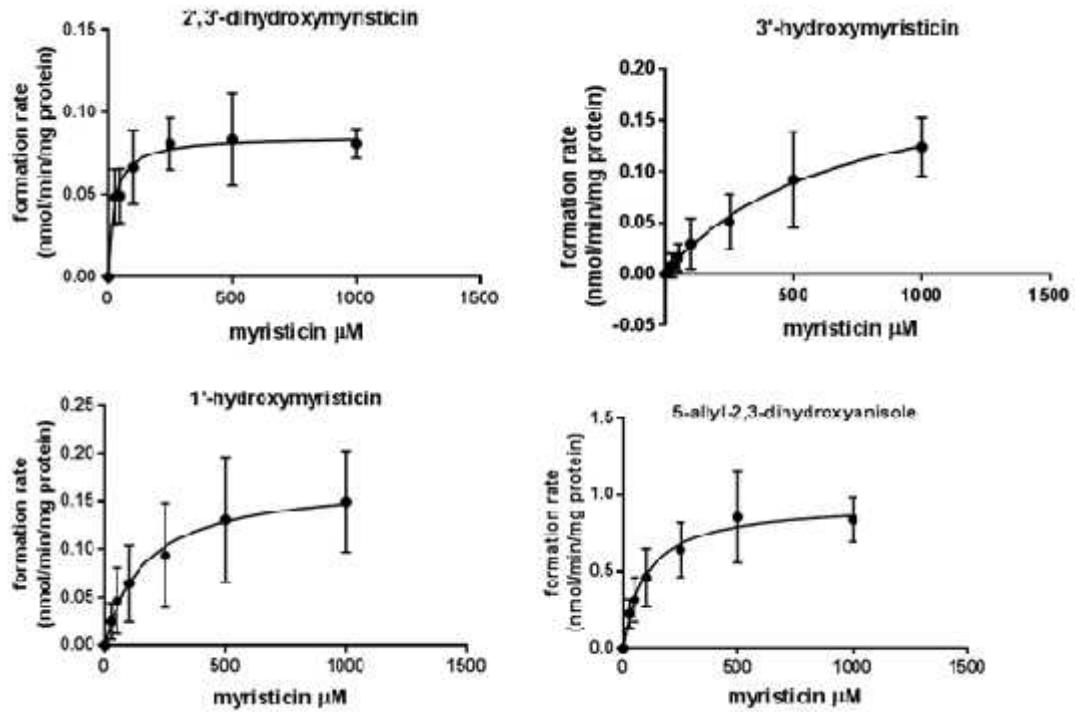 2',3'-dihydroxymyristicin
formation rate
(nmol/min/mg protein)
0.15
0.10
0.05
0.00
0
500
1000
1500
myristicin µM
3'-hydroxymyristicin
formation rate
(nmol/min/mg protein)
0.20
0.15
0.10
0.05
0.00
-0.05
500
1000
1500
myristicin µM
1'-hydroxymyristicin
formation rate
(nmol/min/mg protein)
0.25
0.20
0.15
0.10
0.05
0.00
0
500
1000
1500
myristicin µM
5-allyl-2,3-dihydroxyanisole
formation rate
(nmol/min/mg protein)
1.5
1.0
0.5
0.0
0
500
1000
1500
myristicin µM